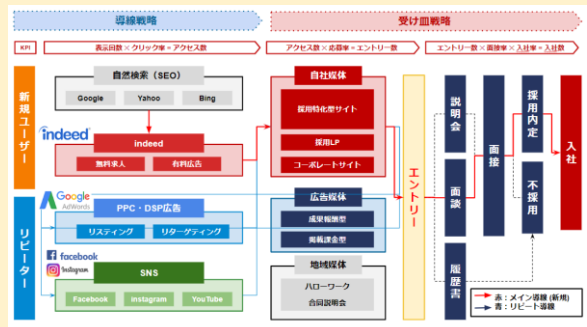 導線戦略
受け皿戦略
KPI
表示回数 × クリック率 = アクセス数
アクセス数 × 応募率 = エントリー数
エントリー数 × 面接率 × 入社率 = 入社数
新規ユーザー
リピーター
自然検索(SEO)
Google
Yahoo
Bing
indeed
indeed
無料求人
有料広告
Google
AdWords
PPC・DSP広告
リスティング
リターゲティング
facebook
Instagram
SNS
Facebook
instagram
YouTube
自社媒体
採用特化型サイト
採用LP
コーポレートサイト
広告媒体
成果報酬型
掲載課金型
地域媒体
ハローワーク
合同説明会
エントリー
説明会
面談
履歴書
面接
採用内定
不採用
入社
赤:メイン導線(新規)
青:リピート導線